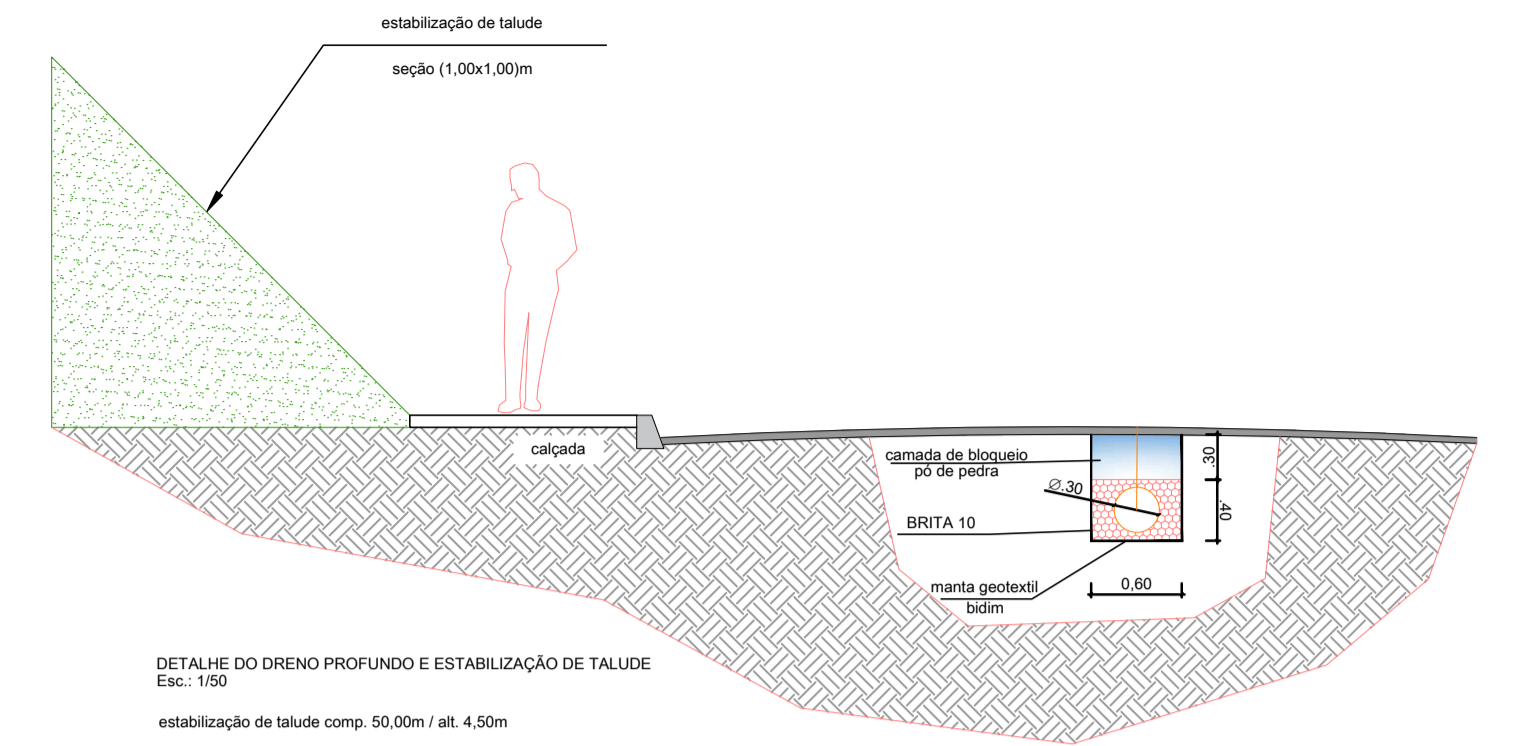 estabilização de talude
seção (1,00x1,00)m
calçada
camada de bloqueio
pó de pedra
Ø.30
BRITA 10
manta geotextil
bidim
.30
.40
0,60
DETALHE DO DRENO PROFUNDO E ESTABILIZAÇÃO DE TALUDE
Esc.: 1/50
estabilização de talude comp. 50,00m / alt. 4,50m